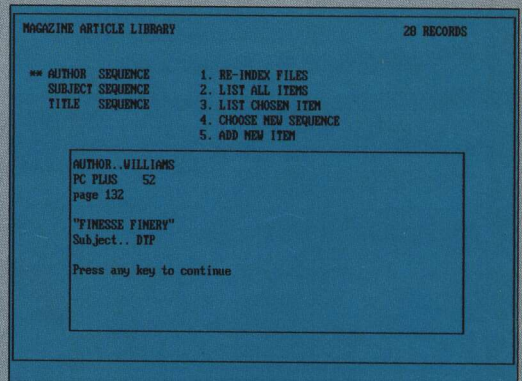 MAGAZINE ARTICLE LIBRARY 28 RECORDS
** AUTHOR SEQUENCE 1. RE-INDEX FILES
SUBJECT SEQUENCE 2. LIST ALL ITEMS
TITLE SEQUENCE 3. LIST CHOSEN ITEM
4. CHOOSE NEW SEQUENCE
5. ADD NEW ITEM
AUTHOR..WILLIAMS
PC PLUS 52
page 132
"FINESSE FINERY"
Subject.. DTP
Press any key to continue